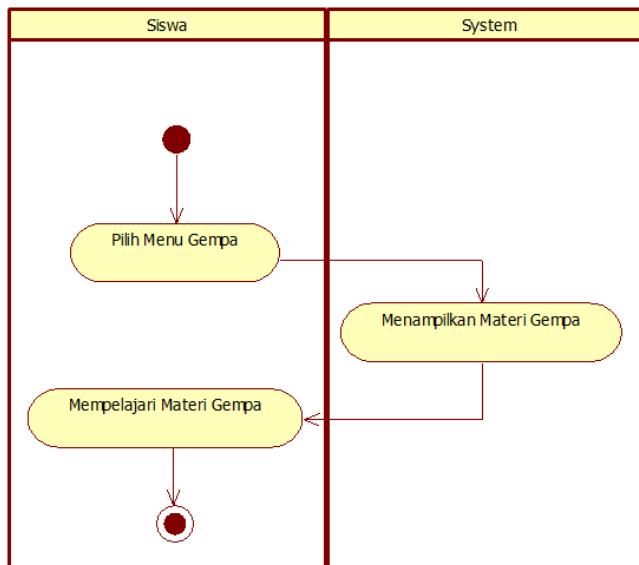 Siswa
System
Pilih Menu Gempa
Menampilkan Materi Gempa
Mempelajari Materi Gempa